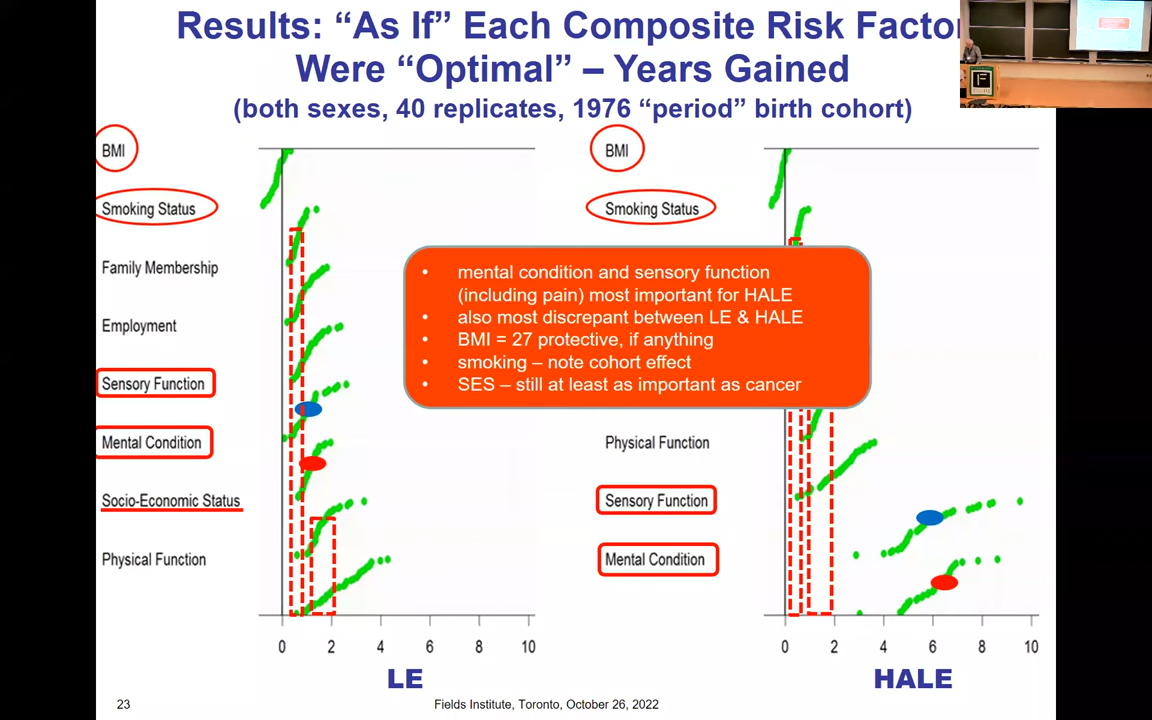 Results: “As If” Each Composite Risk Factor
Were “Optimal” – Years Gained
(both sexes, 40 replicates, 1976 “period” birth cohort)
BMI
Smoking Status
Family Membership
Employment
Sensory Function
Mental Condition
Socio-Economic Status
Physical Function
0 2 4 6 8 10
LE
BMI
Smoking Status
• mental condition and sensory function
(including pain) most important for HALE
• also most discrepant between LE & HALE
• BMI = 27 protective, if anything
• smoking – note cohort effect
• SES – still at least as important as cancer
Physical Function
Sensory Function
Mental Condition
0 2 4 6 8 10
HALE
23
Fields Institute, Toronto, October 26, 2022